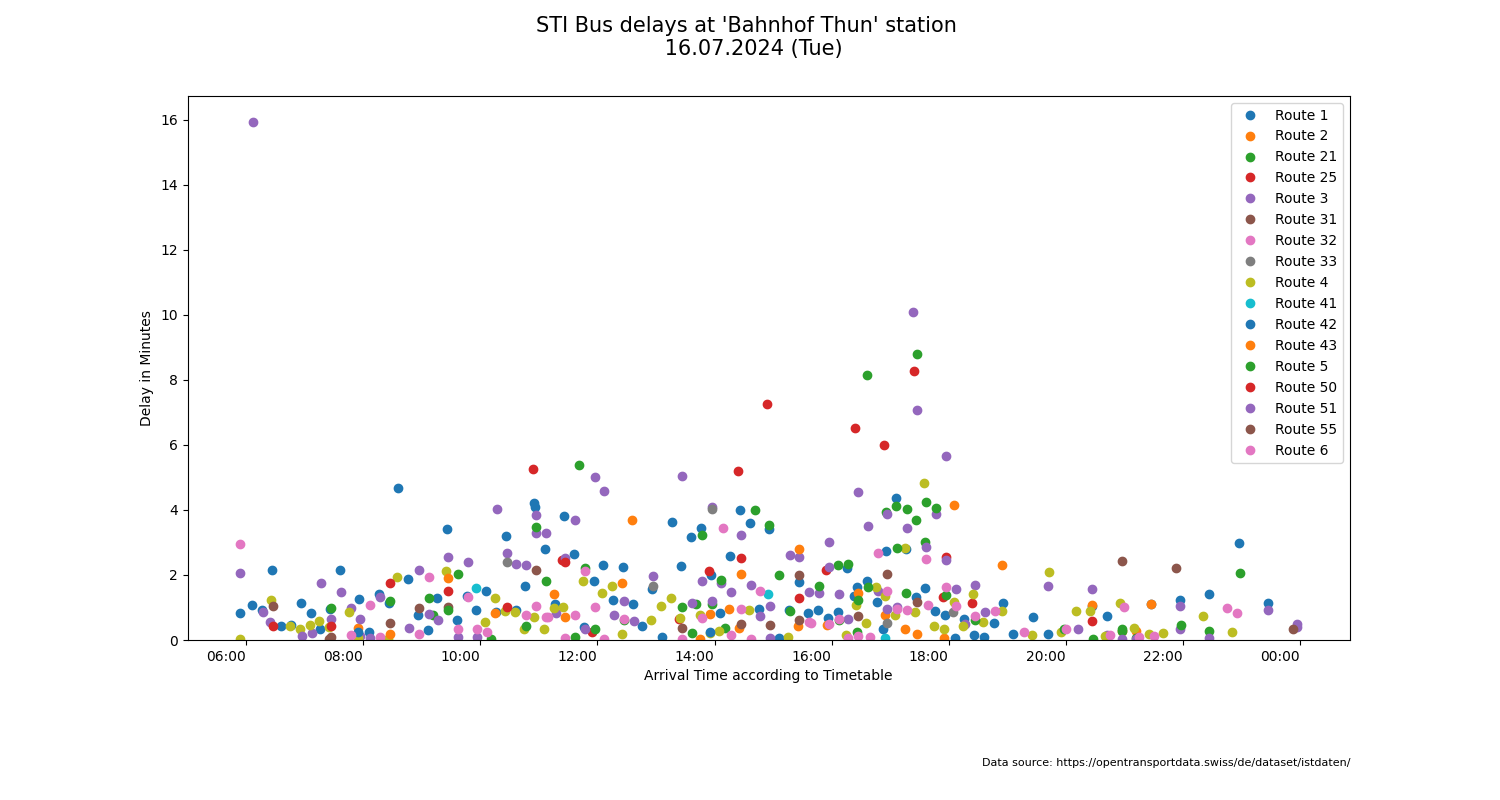 STI Bus delays at 'Bahnhof Thun' station
16.07.2024 (Tue)
16
14
12
10
8
6
4
2
0
Delay in Minutes
06:00
08:00
10:00
12:00
14:00
16:00
18:00
20:00
22:00
00:00
Arrival Time according to Timetable
Route 1
Route 2
Route 21
Route 25
Route 3
Route 31
Route 32
Route 33
Route 4
Route 41
Route 42
Route 43
Route 5
Route 50
Route 51
Route 55
Route 6
Data source: https://opentransportdata.swiss/de/dataset/istdaten/